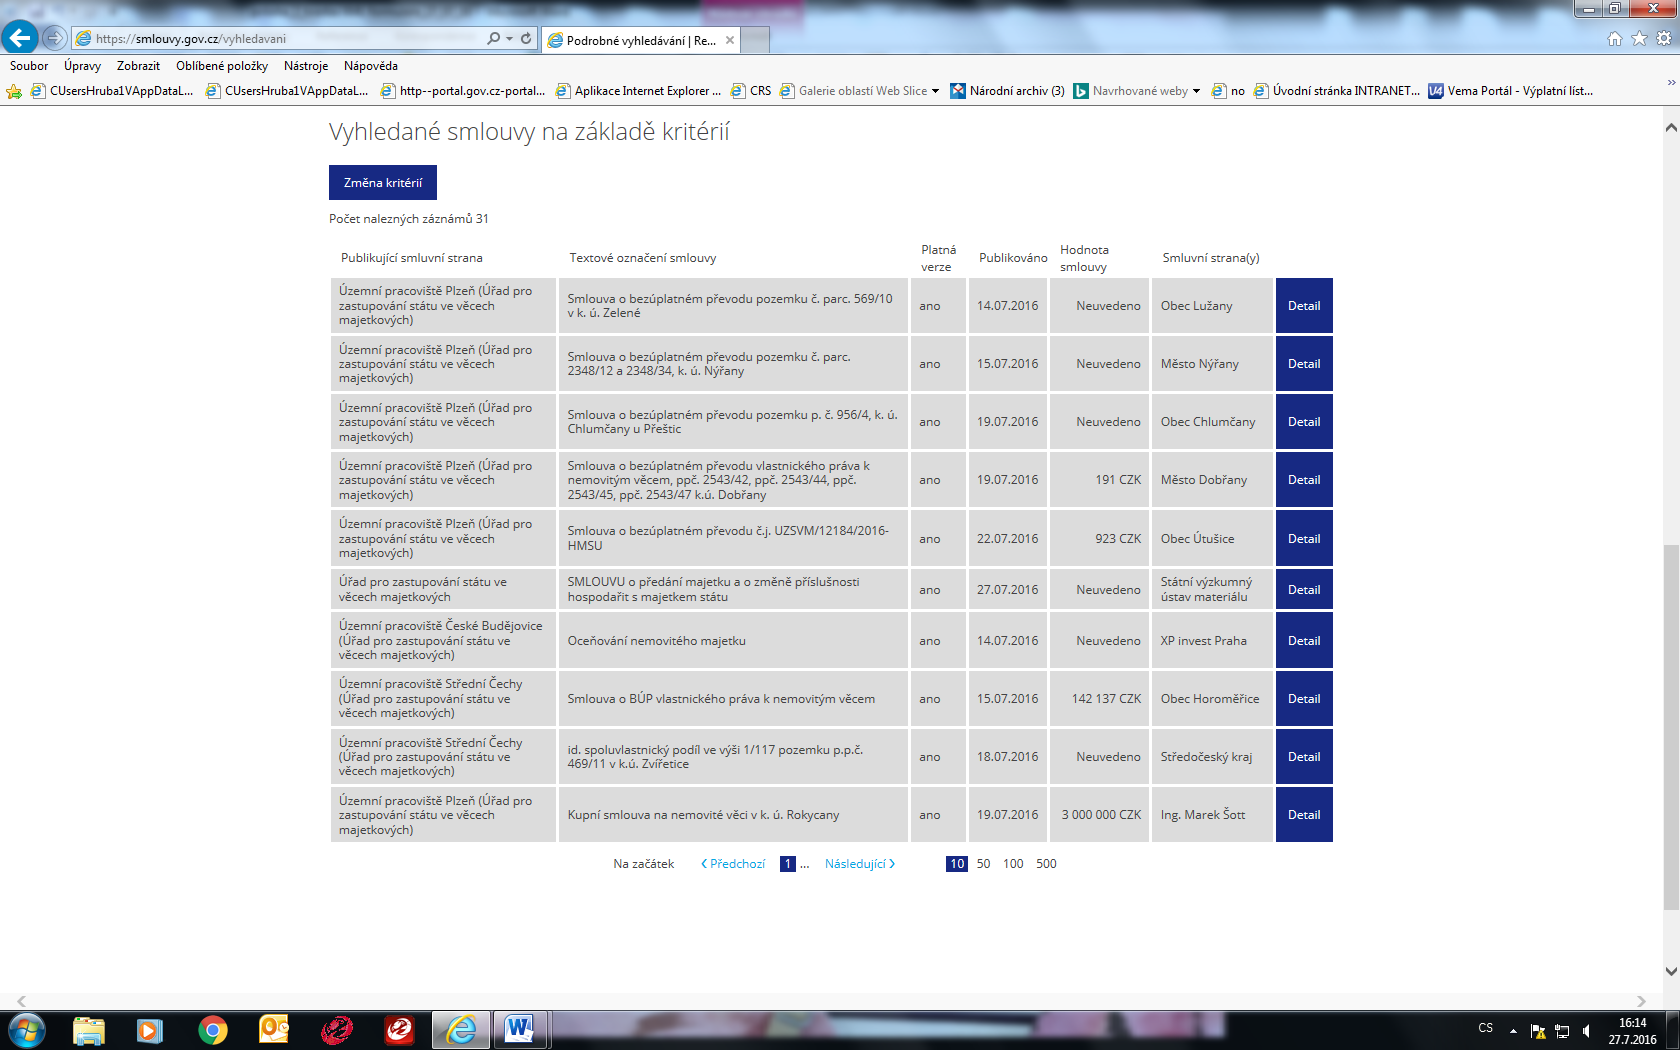 https://smlouvy.gov.cz/vyhledavani
Podrobné vyhledávání | Re...
Soubor Úpravy Zobrazit Oblíbené položky Nástroje Nápověda
CUsersHruba1VAppDataL... CUsersHruba1VAppDataL... http--portal.gov.cz-portal... Aplikace Internet Explorer ... CRS Galerie oblastí Web Slice Národní archiv (3) Navrhované weby no Úvodní stránka INTRANET... Vema Portál - Výplatní líst...
Vyhledané smlouvy na základě kritérií
Změna kritérií
Počet nalezných záznámů 31
Publikující smluvní strana
Textové označení smlouvy
Platná
verze
Publikováno
Hodnota
smlouvy
Smluvní strana(y)
Územní pracoviště Plzeň (Úřad pro
zastupování státu ve věcech
majetkových)
Smlouva o bezúplatném převodu pozemku č. parc. 569/10
v k. ú. Zelené
ano
14.07.2016
Neuvedeno
Obec Lužany
Detail
Územní pracoviště Plzeň (Úřad pro
zastupování státu ve věcech
majetkových)
Smlouva o bezúplatném převodu pozemku č. parc.
2348/12 a 2348/34, k. ú. Nýřany
ano
15.07.2016
Neuvedeno
Město Nýřany
Detail
Územní pracoviště Plzeň (Úřad pro
zastupování státu ve věcech
majetkových)
Smlouva o bezúplatném převodu pozemku p. č. 956/4, k. ú.
Chlumčany u Přeštic
ano
19.07.2016
Neuvedeno
Obec Chlumčany
Detail
Územní pracoviště Plzeň (Úřad pro
zastupování státu ve věcech
majetkových)
Smlouva o bezúplatném převodu vlastnického práva k
nemovitým věcem, ppč. 2543/42, ppč. 2543/44, ppč.
2543/45, ppč. 2543/47 k.ú. Dobřany
ano
19.07.2016
191 CZK
Město Dobřany
Detail
Územní pracoviště Plzeň (Úřad pro
zastupování státu ve věcech
majetkových)
Smlouva o bezúplatném převodu č.j. UZSVM/12184/2016-
HMSU
ano
22.07.2016
923 CZK
Obec Útušice
Detail
Úřad pro zastupování státu ve
věcech majetkových
SMLOUVU o předání majetku a o změně příslušnosti
hospodařit s majetkem státu
ano
27.07.2016
Neuvedeno
Státní výzkumný
ústav materiálu
Detail
Územní pracoviště České Budějovice
(Úřad pro zastupování státu ve
věcech majetkových)
Oceňování nemovitého majetku
ano
14.07.2016
Neuvedeno
XP invest Praha
Detail
Územní pracoviště Střední Čechy
(Úřad pro zastupování státu ve
věcech majetkových)
Smlouva o BÚP vlastnického práva k nemovitým věcem
ano
15.07.2016
142 137 CZK
Obec Horoměřice
Detail
Územní pracoviště Střední Čechy
(Úřad pro zastupování státu ve
věcech majetkových)
id. spoluvlastnický podíl ve výši 1/117 pozemku p.p.č.
469/11 v k.ú. Zvířetice
ano
18.07.2016
Neuvedeno
Středočeský kraj
Detail
Územní pracoviště Plzeň (Úřad pro
zastupování státu ve věcech
majetkových)
Kupní smlouva na nemovité věci v k. ú. Rokycany
ano
19.07.2016
3 000 000 CZK
Ing. Marek Šott
Detail
Na začátek Předchozí 1 ... Následující 10 50 100 500
CS
16:14
27.7.2016